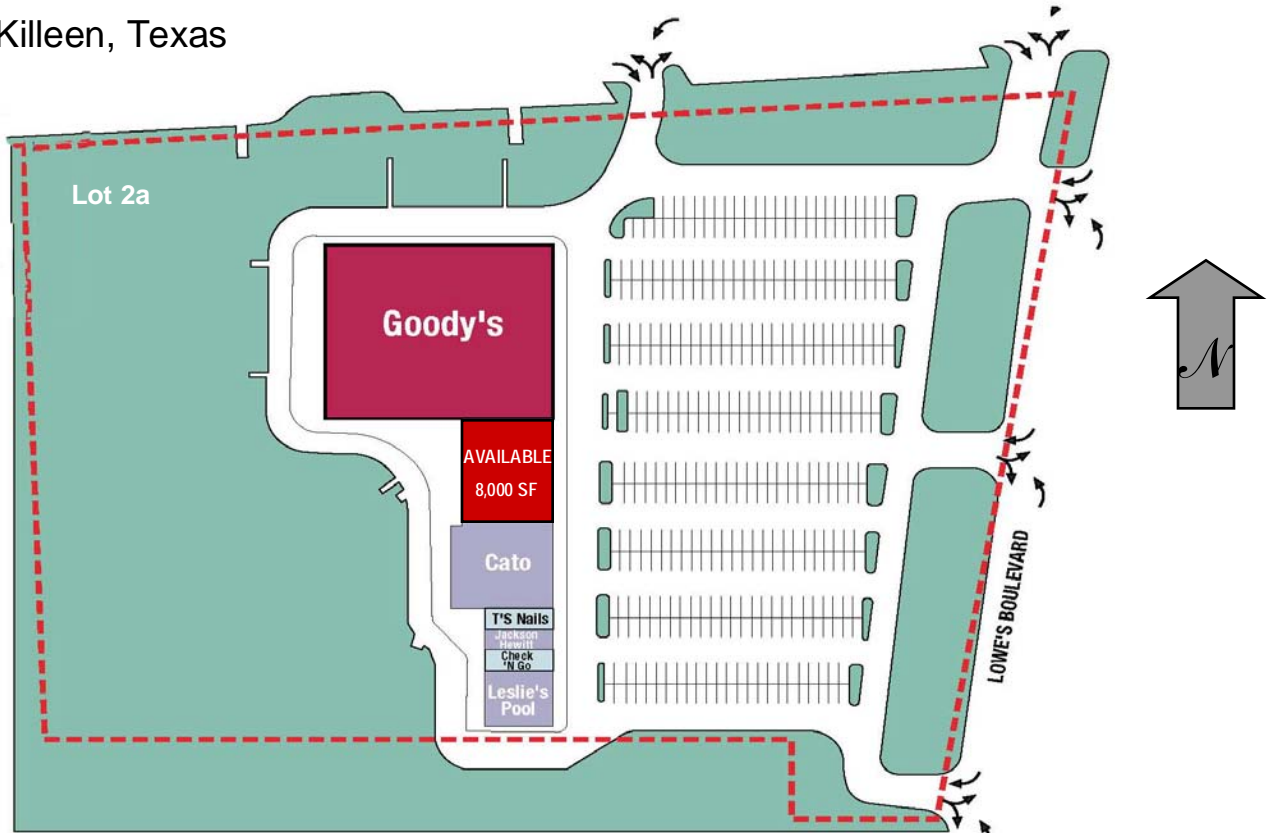 Killeen, Texas
Lot 2a
Goody's
AVAILABLE
8,000 SF
Cato
T'S Nails
Jackson
Hewitt
Check
'N Go
Leslie's
Pool
LOWE'S BOULEVARD
N